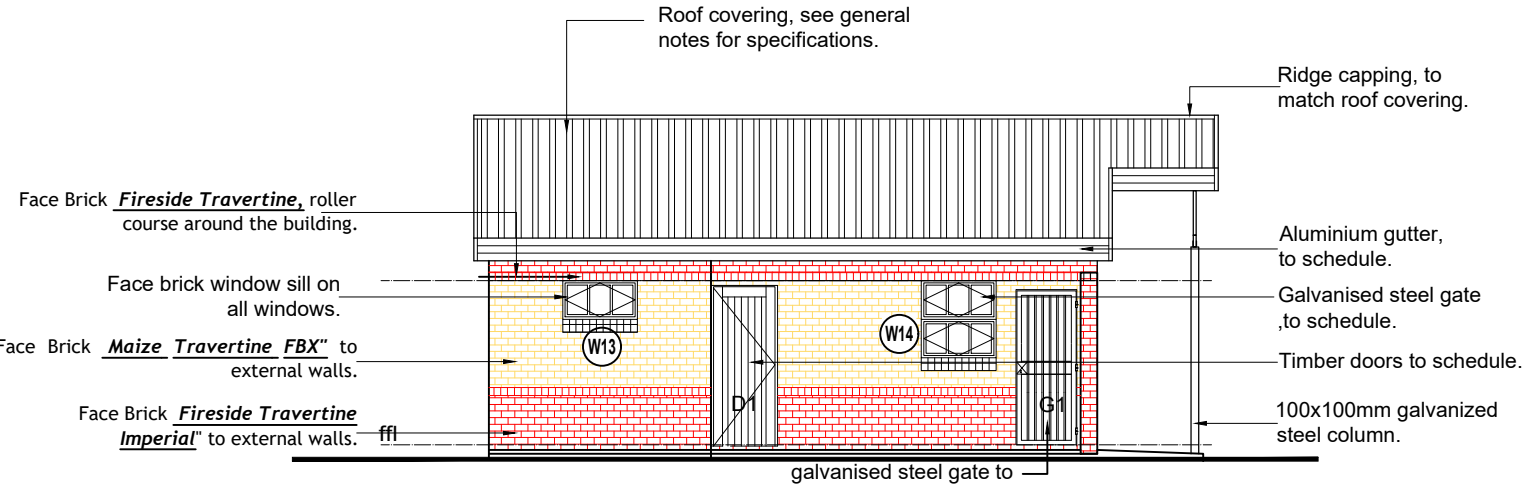 Roof covering, see general
notes for specifications.
Ridge capping, to
match roof covering.
Face Brick Fireside Travertine, roller
course around the building.
Aluminium gutter,
to schedule.
Face brick window sill on
all windows.
Galvanised steel gate
,to schedule.
W13
W14
Face Brick Maize Travertine FBX" to
external walls.
Timber doors to schedule.
D1
G1
Face Brick Fireside Travertine
Imperial" to external walls.
ffl
100x100mm galvanized
steel column.
galvanised steel gate to